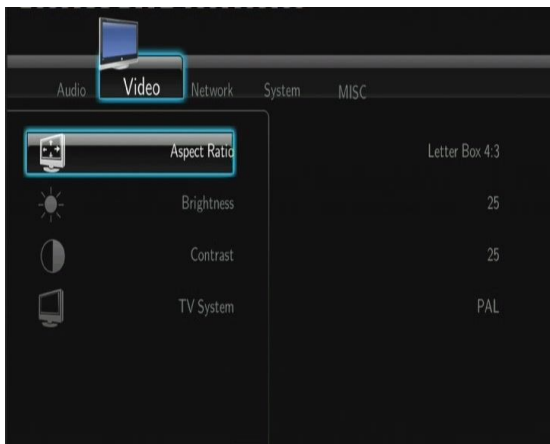 Audio Video Network System MISC
Aspect Ratio Letter Box 4:3
Brightness 25
Contrast 25
TV System PAL